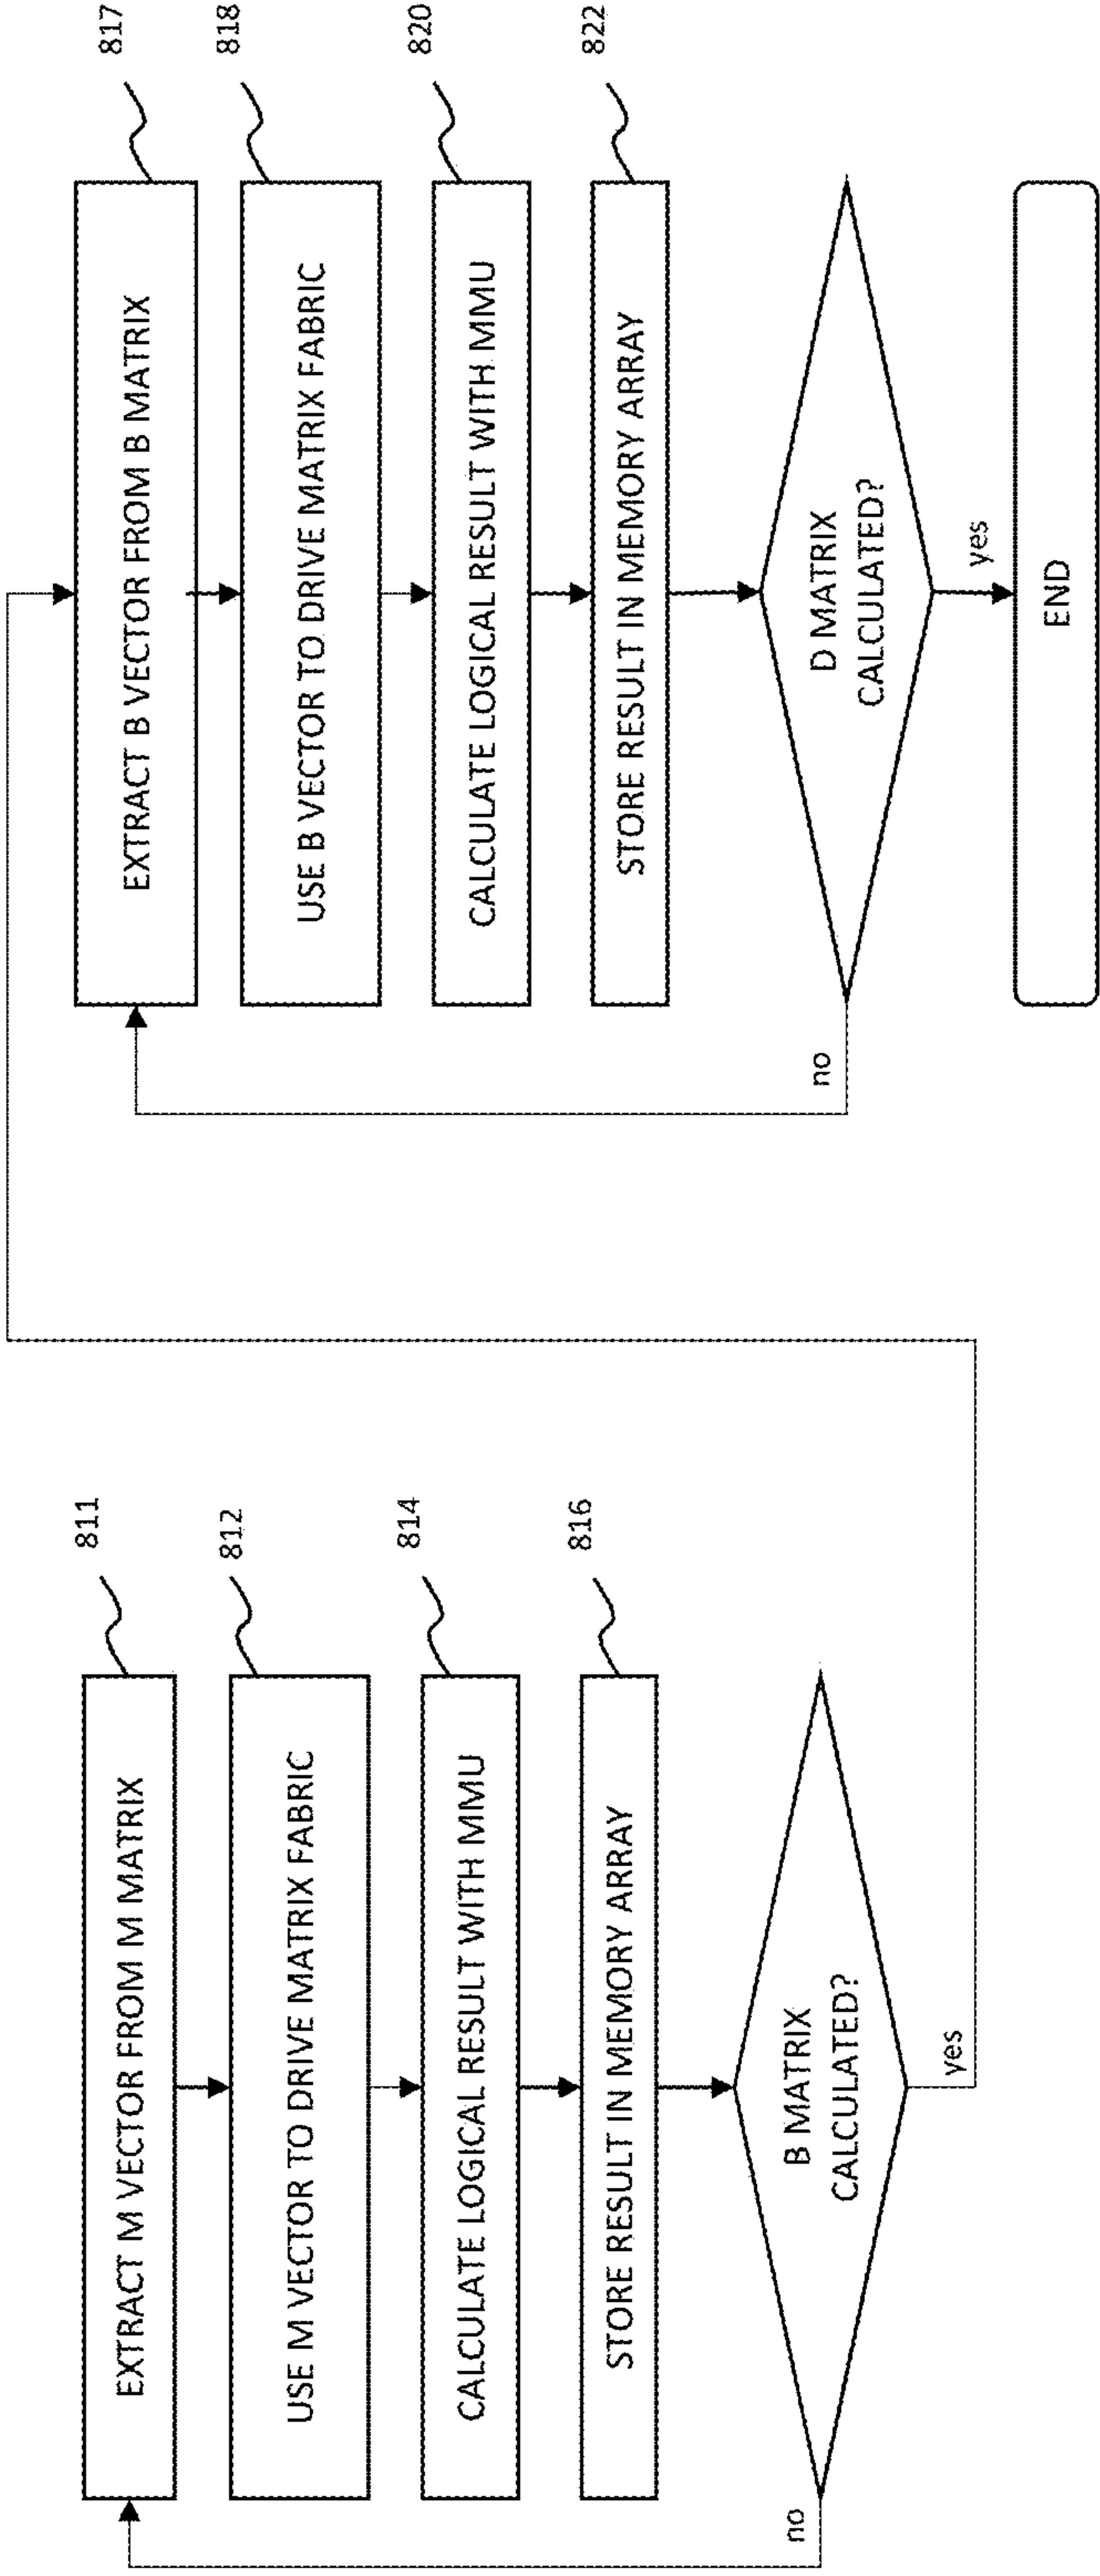 EXTRACT M VECTOR FROM M MATRIX
811
USE M VECTOR TO DRIVE MATRIX FABRIC
812
CALCULATE LOGICAL RESULT WITH MMU
814
STORE RESULT IN MEMORY ARRAY
816
B MATRIX
CALCULATED?
no
yes
EXTRACT B VECTOR FROM B MATRIX
817
USE B VECTOR TO DRIVE MATRIX FABRIC
818
CALCULATE LOGICAL RESULT WITH MMU
820
STORE RESULT IN MEMORY ARRAY
822
D MATRIX
CALCULATED?
no
yes
END